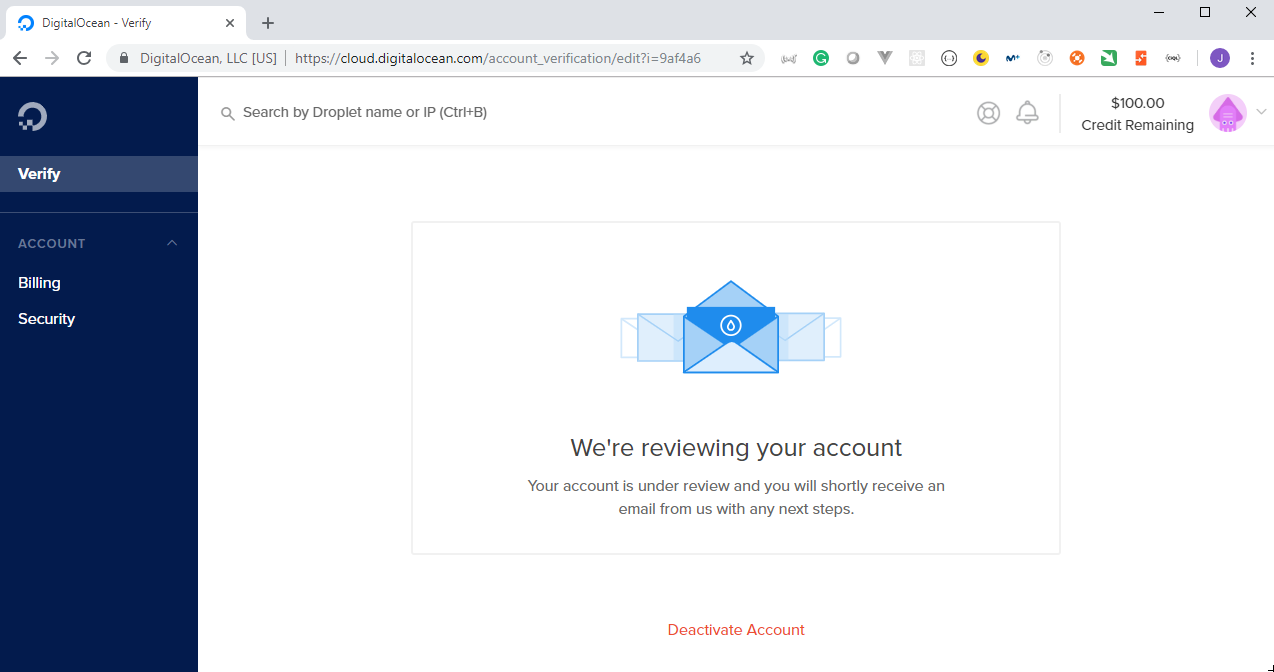 DigitalOcean - Verify
DigitalOcean, LLC [US] https://cloud.digitalocean.com/account_verification/edit?i=9af4a6
J
Search by Droplet name or IP (Ctrl+B)
$100.00
Credit Remaining
Verify
ACCOUNT
Billing
Security
We're reviewing your account
Your account is under review and you will shortly receive an
email from us with any next steps.
Deactivate Account